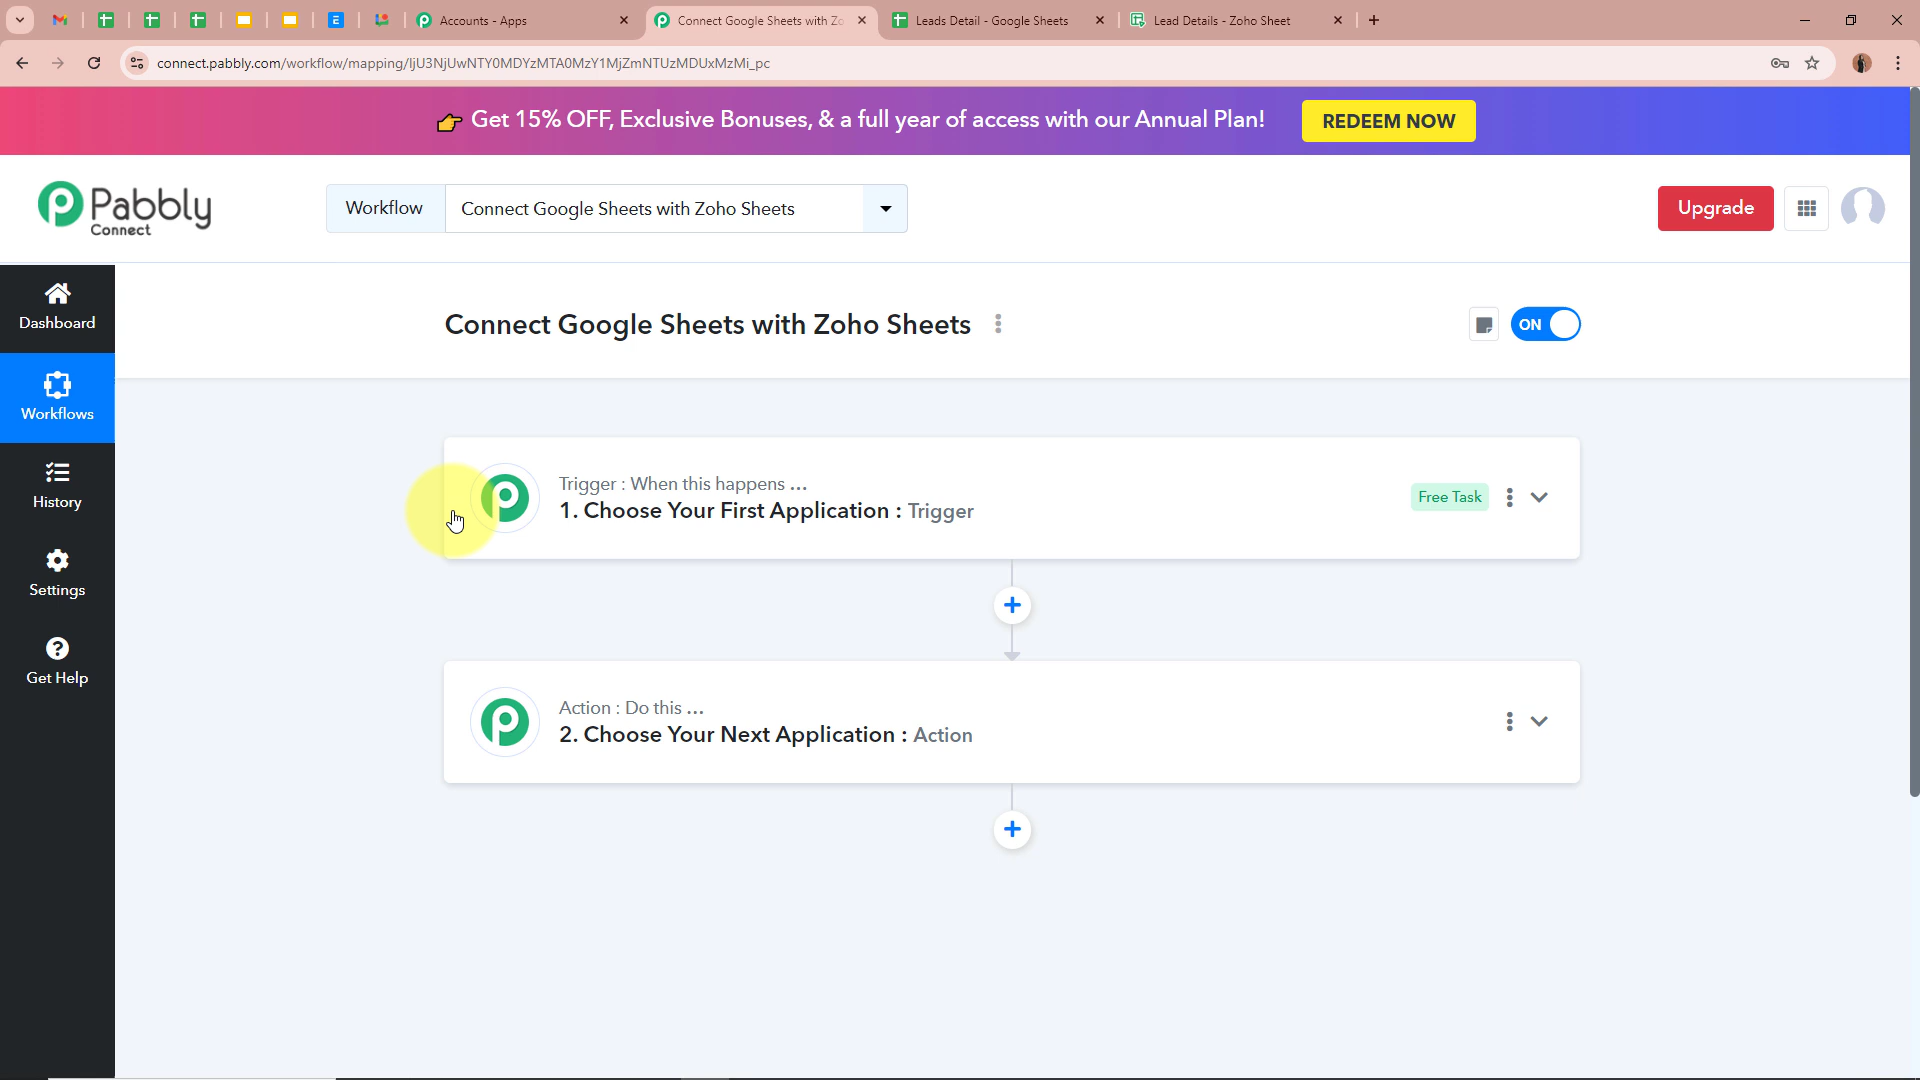 Accounts - Apps
Connect Google Sheets with Zo
Leads Detail - Google Sheets
Lead Details - Zoho Sheet
connect.pabbly.com/workflow/mapping/IjU3NjUwNTY0MDYzMTA0MzY1MjZmNTUzMDUxMzMi_pc
Get 15% OFF, Exclusive Bonuses, & a full year of access with our Annual Plan!
REDEEM NOW
Pabbly
Connect
Workflow
Connect Google Sheets with Zoho Sheets
Upgrade
Dashboard
Workflows
History
Settings
Get Help
Connect Google Sheets with Zoho Sheets
ON
Trigger : When this happens ...
1. Choose Your First Application : Trigger
Free Task
Action : Do this ...
2. Choose Your Next Application : Action